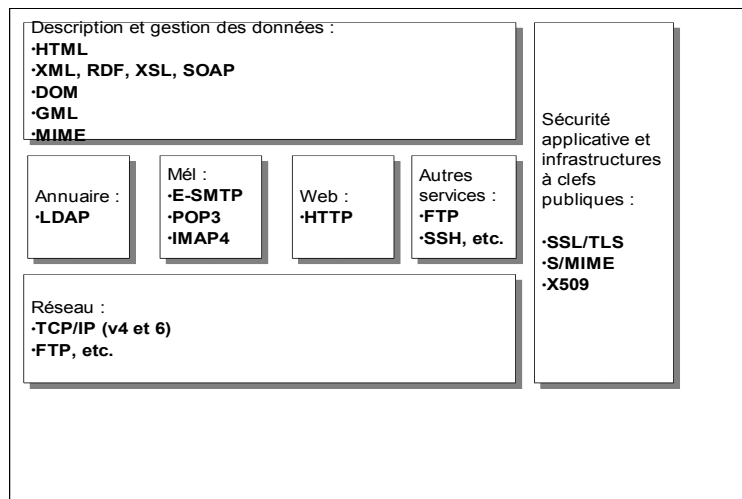 Description et gestion des données :
•HTML
•XML, RDF, XSL, SOAP
•DOM
•GML
•MIME
Annuaire :
•LDAP
Mél :
•E-SMTP
•POP3
•IMAP4
Web :
•HTTP
Autres
services :
•FTP
•SSH, etc.
Réseau :
•TCP/IP (v4 et 6)
•FTP, etc.
Sécurité
applicative et
infrastructures
à clefs
publiques :
•SSL/TLS
•S/MIME
•X509